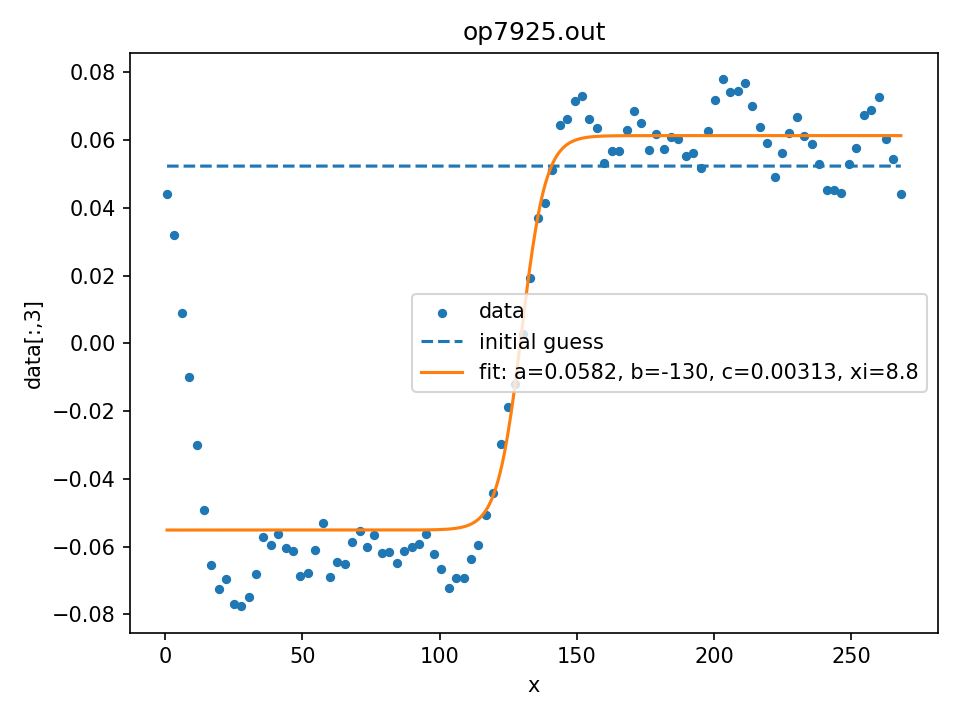 op7925.out
0.08
0.06
0.04
0.02
0.00
−0.02
−0.04
−0.06
−0.08
data[:,3]
data
initial guess
fit: a=0.0582, b=-130, c=0.00313, xi=8.8
0 50 100 150 200 250
x